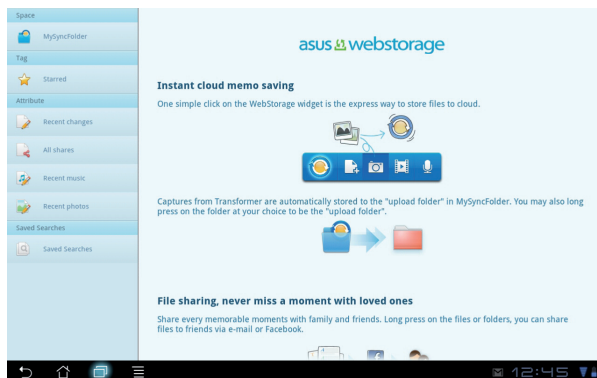 Space
MySyncFolder
Tag
Starred
Attribute
Recent changes
All shares
Recent music
Recent photos
Saved Searches
Saved Searches
asus webstorage
Instant cloud memo saving
One simple click on the WebStorage widget is the express way to store files to cloud.
Captures from Transformer are automatically stored to the "upload folder" in MySyncFolder. You may also long
press on the folder at your choice to be the "upload folder".
File sharing, never miss a moment with loved ones
Share every memorable moments with family and friends. Long press on the files or folders, you can share
files to friends via e-mail or Facebook.
12:45